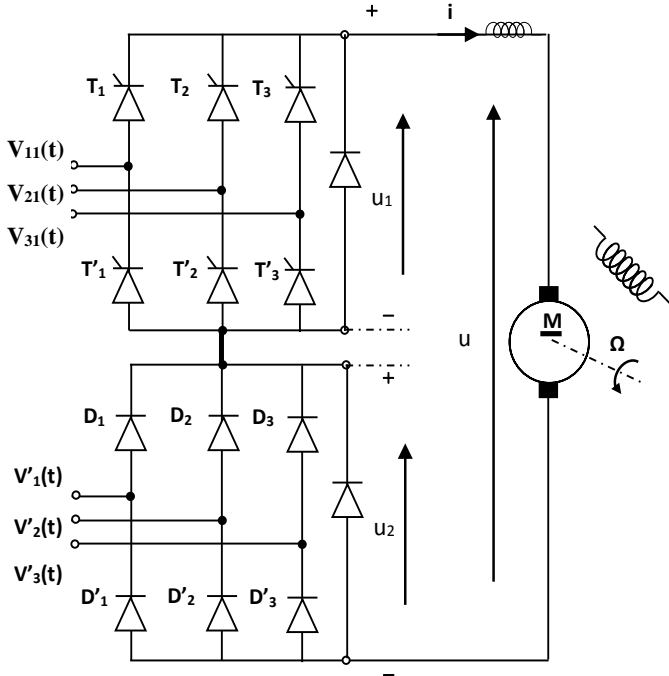 + i
T₁ T₂ T₃
V₁₁(t)
V₂₁(t)
V₃₁(t)
u₁
T'₁ T'₂ T'₃
–
u
M
Ω
+
D₁ D₂ D₃
V'₁(t)
V'₂(t)
V'₃(t)
u₂
D'₁ D'₂ D'₃
–